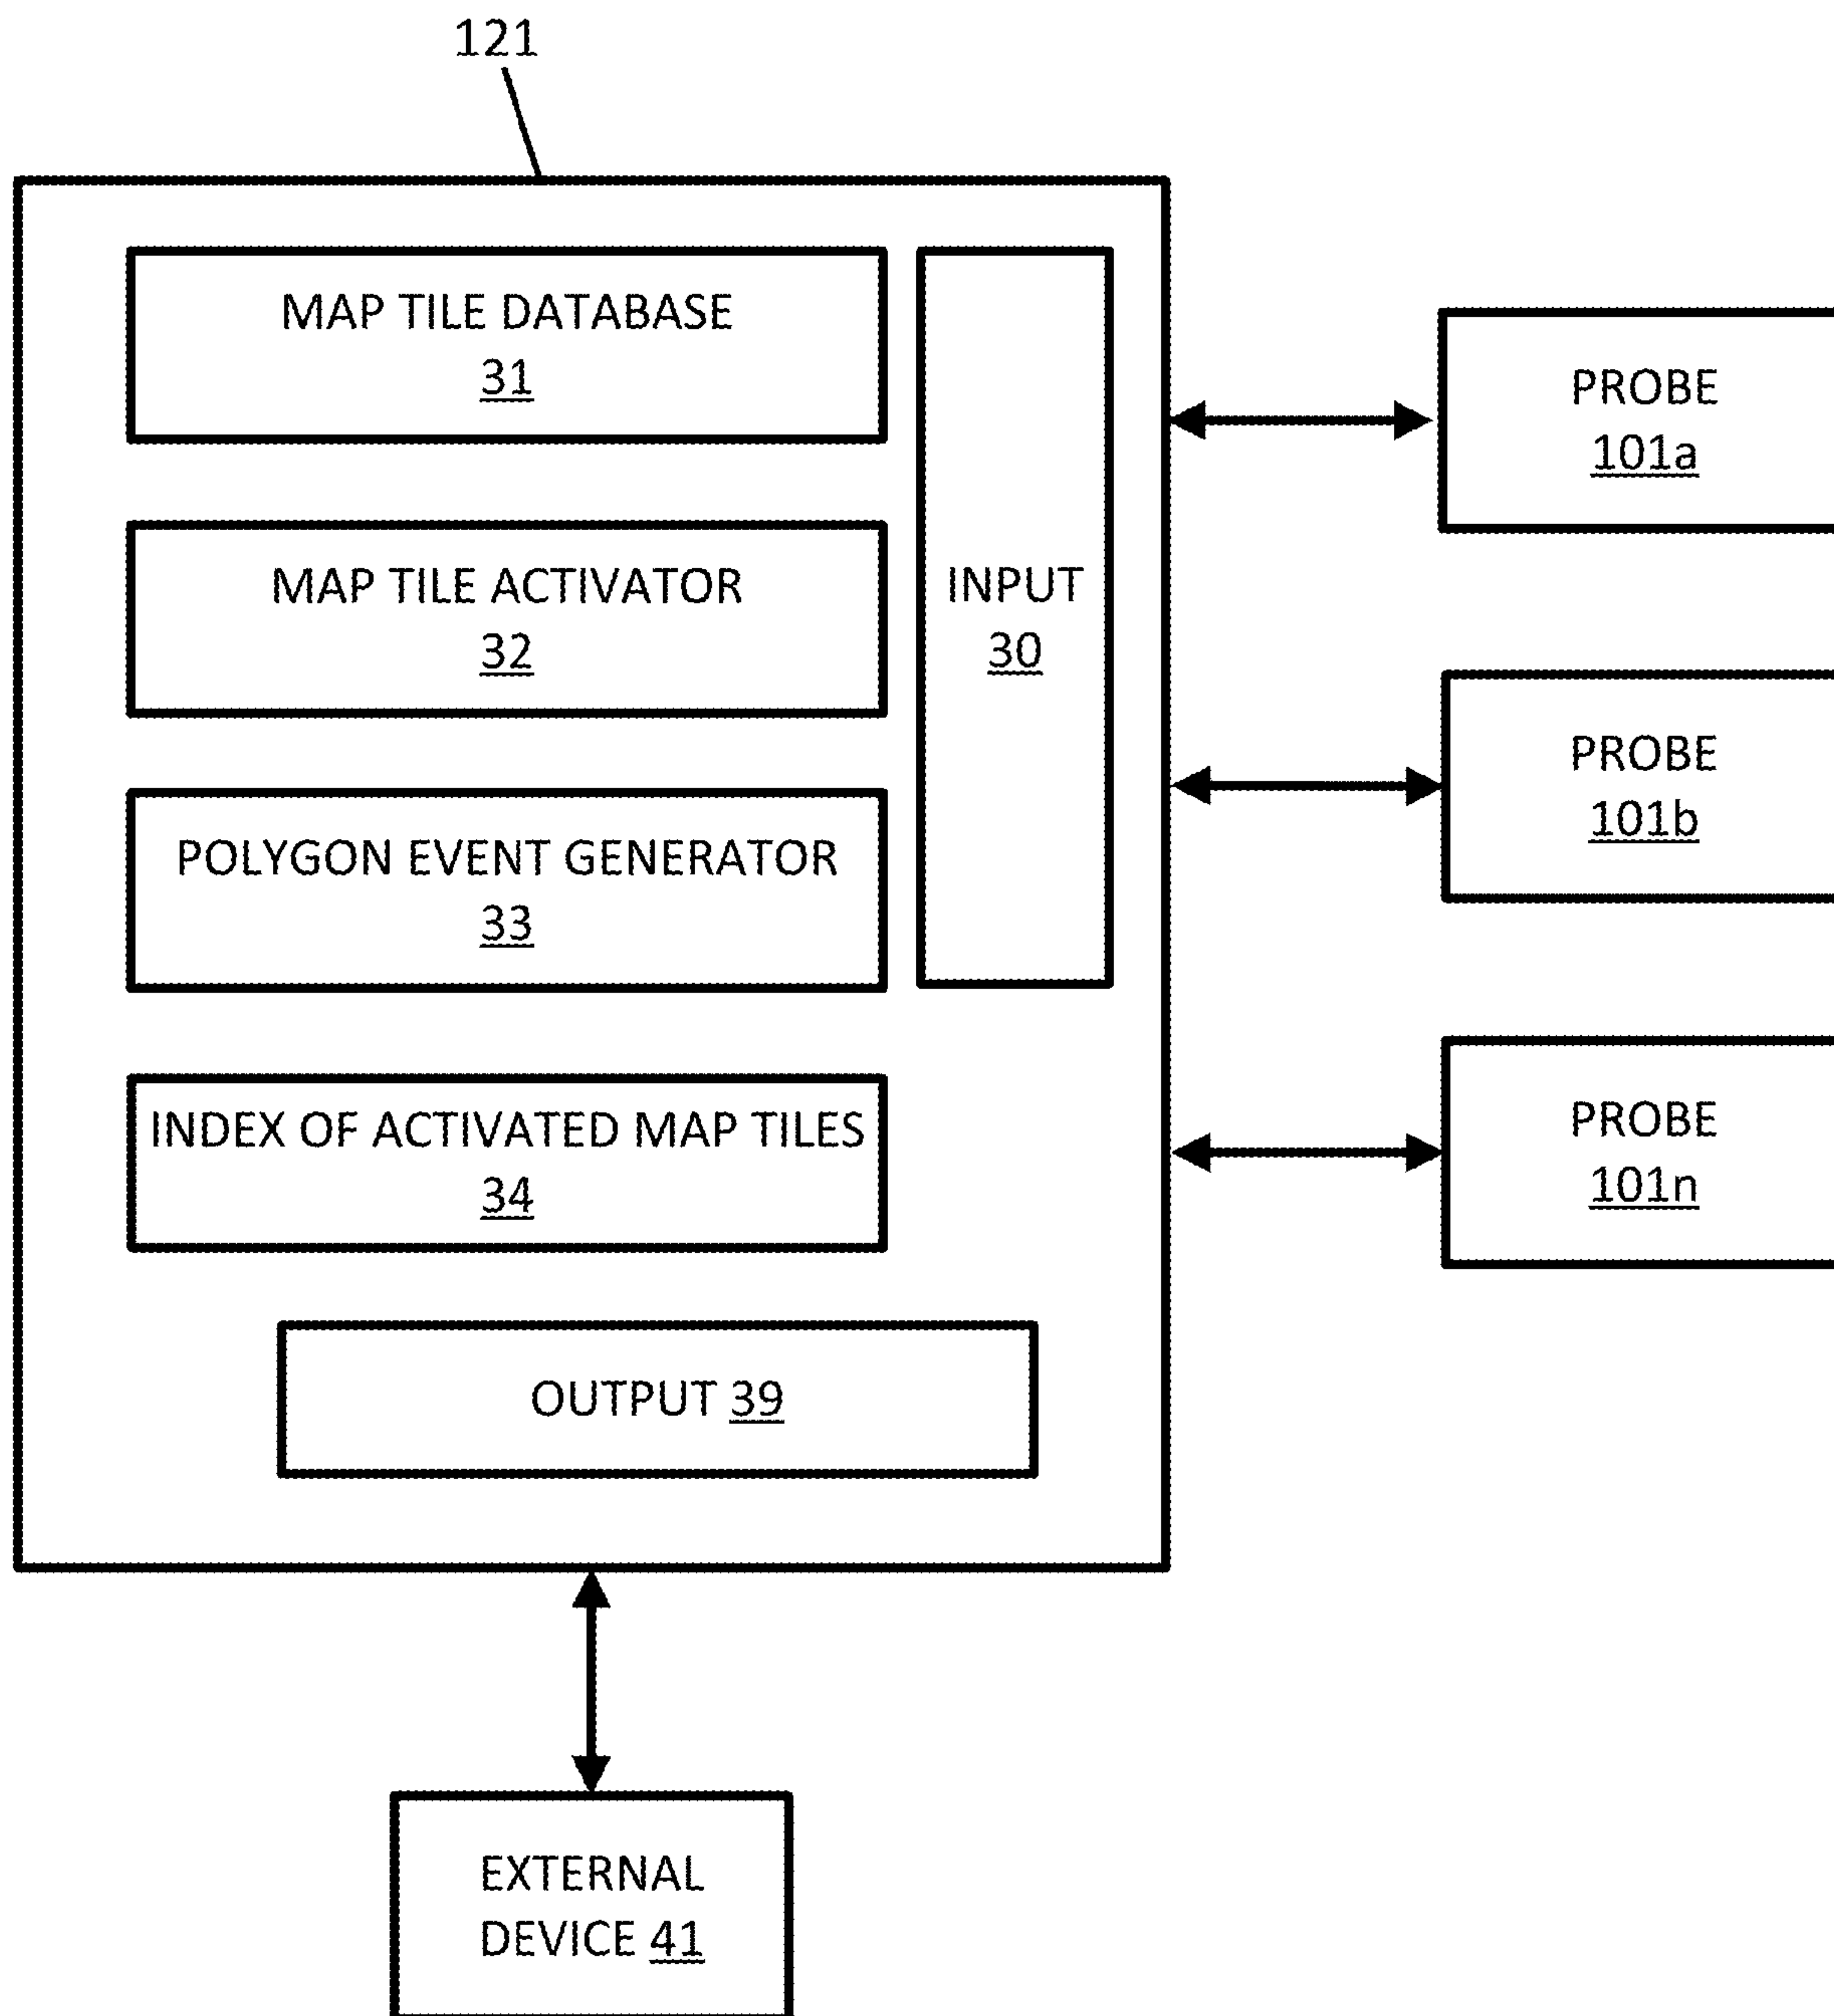 121
MAP TILE DATABASE
31
MAP TILE ACTIVATOR
32
POLYGON EVENT GENERATOR
33
INDEX OF ACTIVATED MAP TILES
34
INPUT
30
OUTPUT 39
PROBE
101a
PROBE
101b
PROBE
101n
EXTERNAL
DEVICE 41